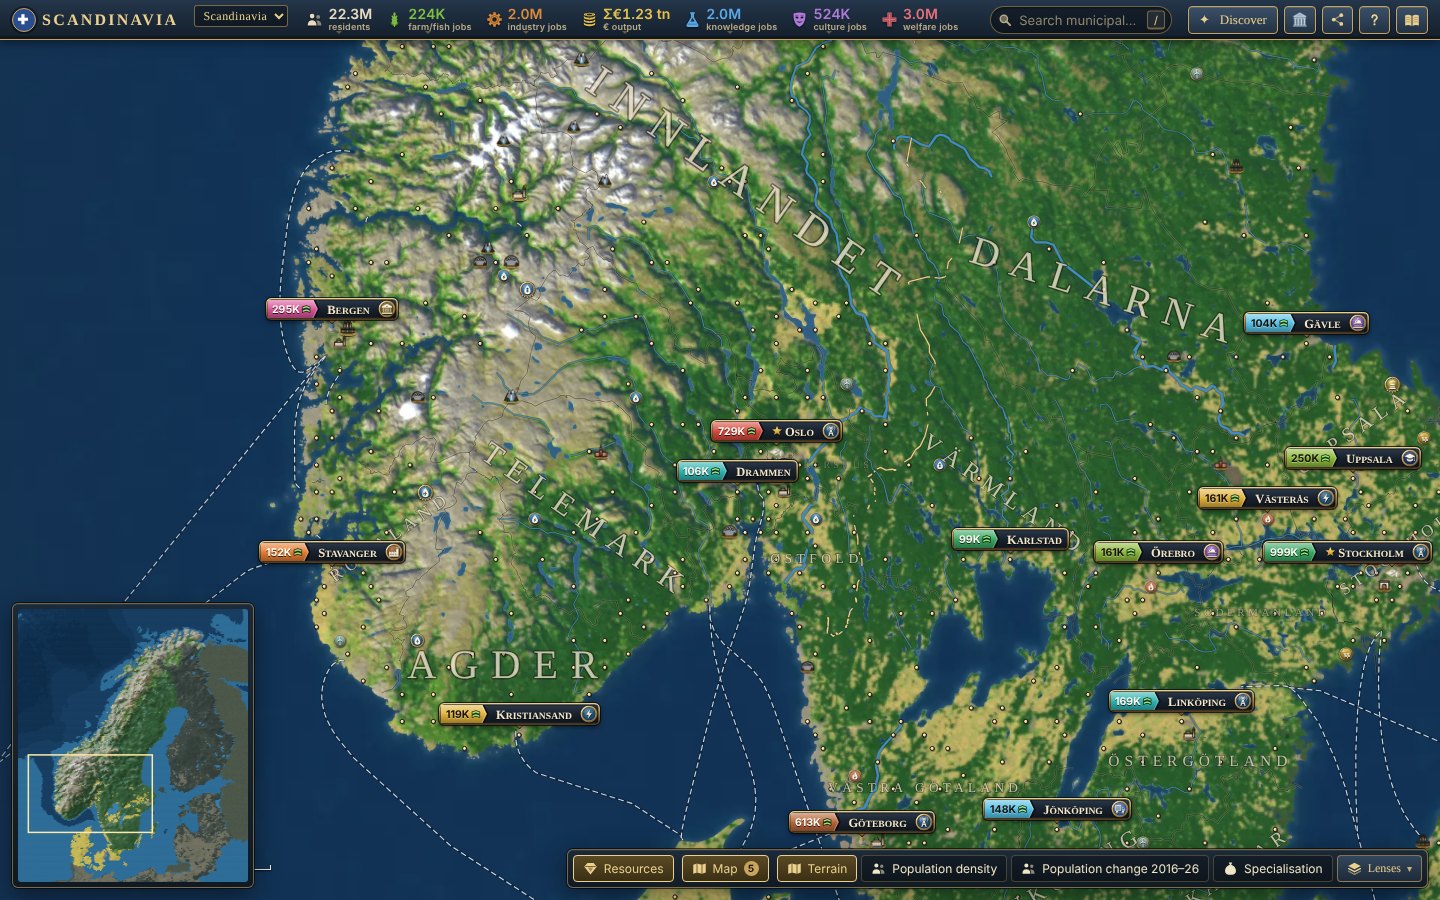 SCANDINAVIA
Scandinavia
22.3M
residents
224K
farm/fish jobs
2.0M
industry jobs
Σ€1.23 tn
€ output
2.0M
knowledge jobs
524K
culture jobs
3.0M
welfare jobs
Search municipal... /
Discover
?
INNLANDET
DALARNA
295K BERGEN
104K GÄVLE
729K OSLO
106K DRAMMEN
250K UPPSALA
161K VÄSTERÅS
VÄRMLAND
TELEMARK
99K KARLSTAD
161K ÖREBRO
999K STOCKHOLM
152K STAVANGER
ØSTFOLD
SÖDERMANLAND
AGDER
119K KRISTIANSAND
169K LINKÖPING
ÖSTERGÖTLAND
VÄSTRA GÖTALAND
148K JÖNKÖPING
613K GÖTEBORG
Resources
Map 5
Terrain
Population density
Population change 2016–26
Specialisation
Lenses